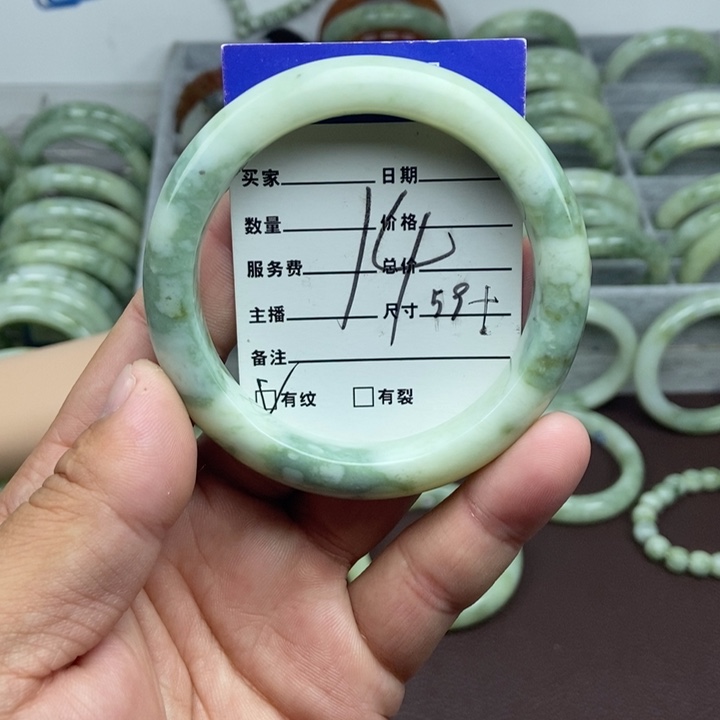 买家 日期
数量 价格
14
服务费 总价
主播 尺寸 59+
备注
☑有纹 □有裂